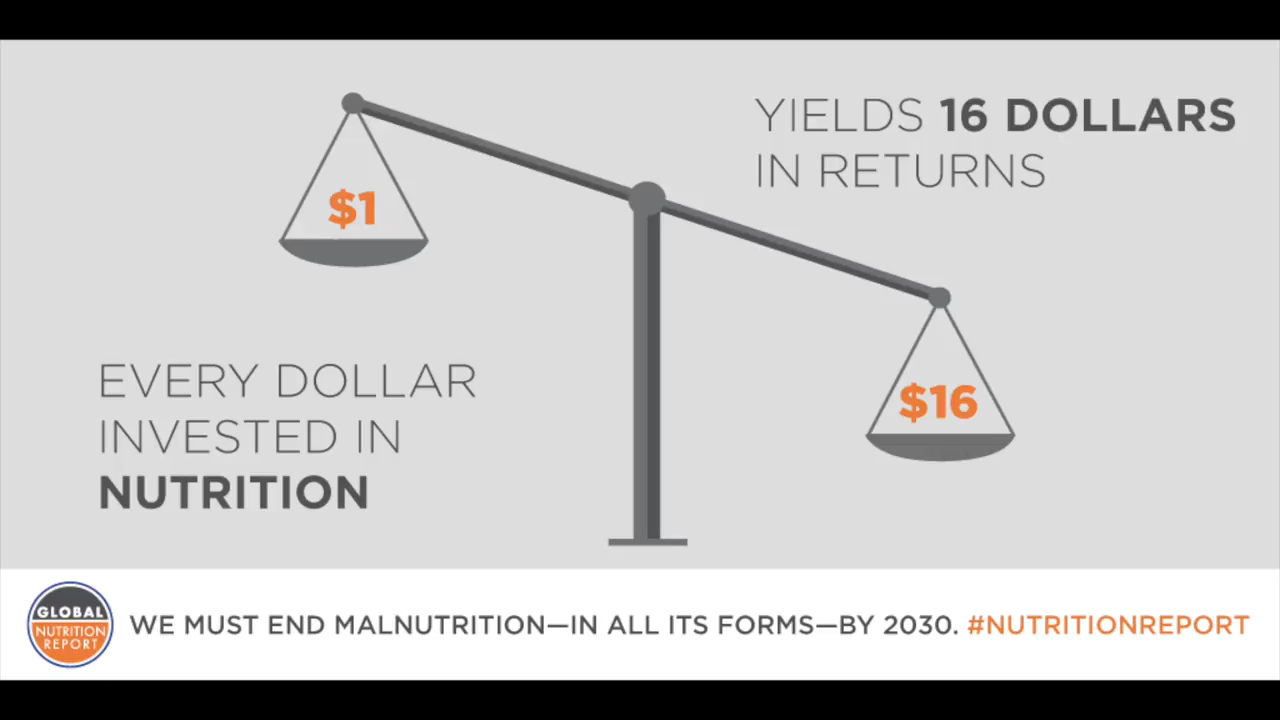 $1
EVERY DOLLAR
INVESTED IN
NUTRITION
YIELDS 16 DOLLARS
IN RETURNS
$16
GLOBAL
NUTRITION
REPORT
WE MUST END MALNUTRITION—IN ALL ITS FORMS—BY 2030. #NUTRITIONREPORT